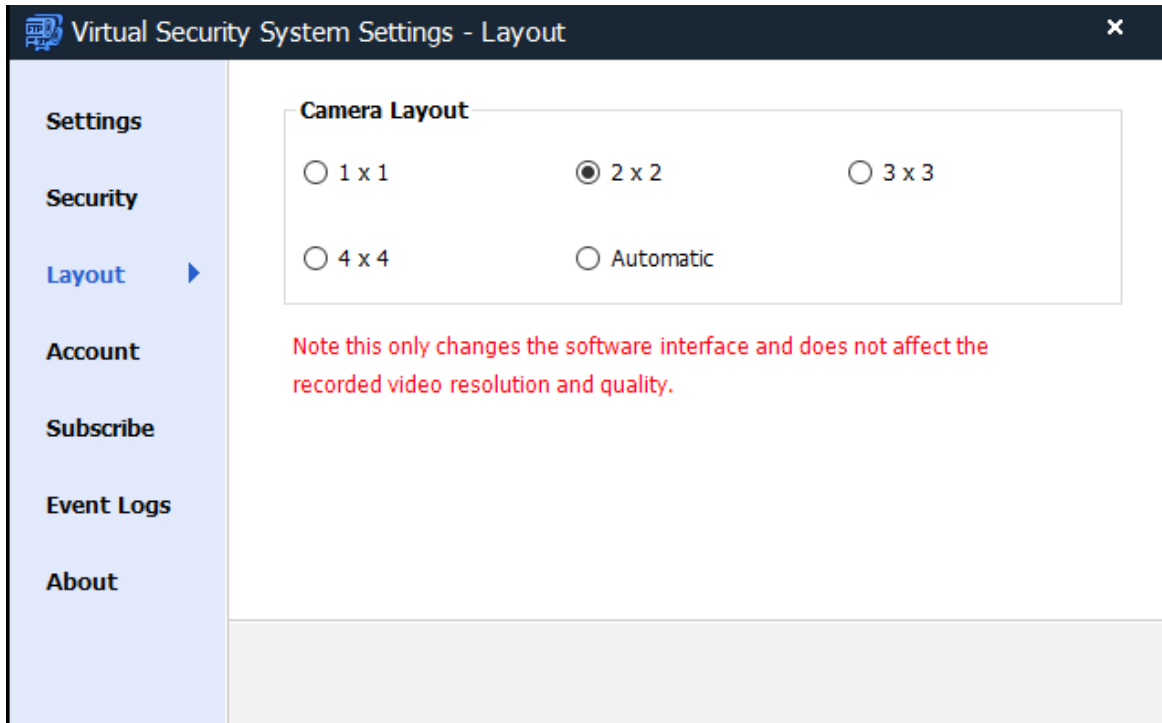 Virtual Security System Settings - Layout
Settings
Security
Layout
Account
Subscribe
Event Logs
About
Camera Layout
1 x 1
2 x 2
3 x 3
4 x 4
Automatic
Note this only changes the software interface and does not affect the
recorded video resolution and quality.